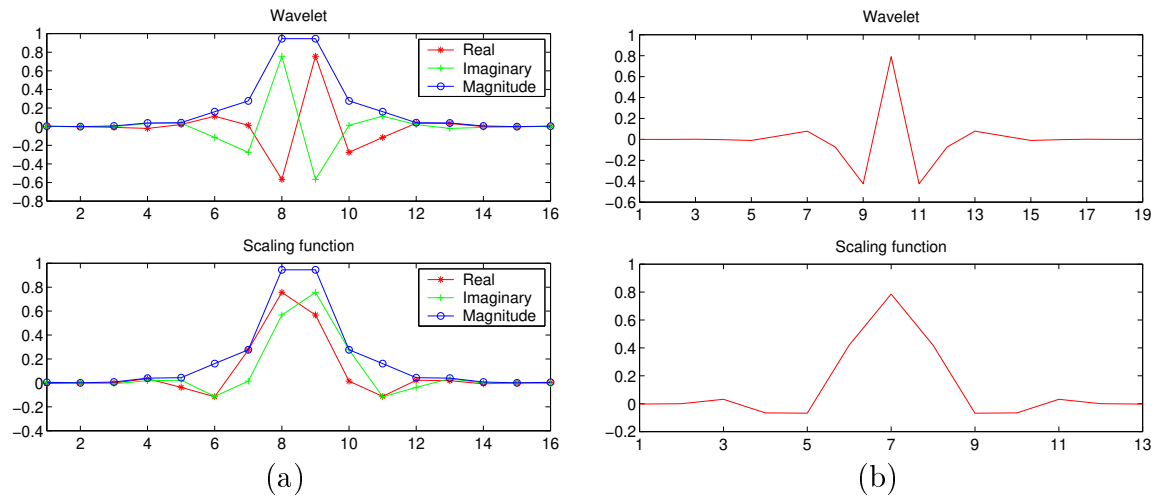 Wavelet
1
0.8
0.6
0.4
0.2
0
−0.2
−0.4
−0.6
−0.8
2 4 6 8 10 12 14 16
Real
Imaginary
Magnitude
Scaling function
1
0.8
0.6
0.4
0.2
0
−0.2
−0.4
2 4 6 8 10 12 14 16
Real
Imaginary
Magnitude
(a)
Wavelet
1
0.8
0.6
0.4
0.2
0
−0.2
−0.4
−0.6
1 3 5 7 9 11 13 15 17 19
Scaling function
1
0.8
0.6
0.4
0.2
0
−0.2
1 3 5 7 9 11 13
(b)